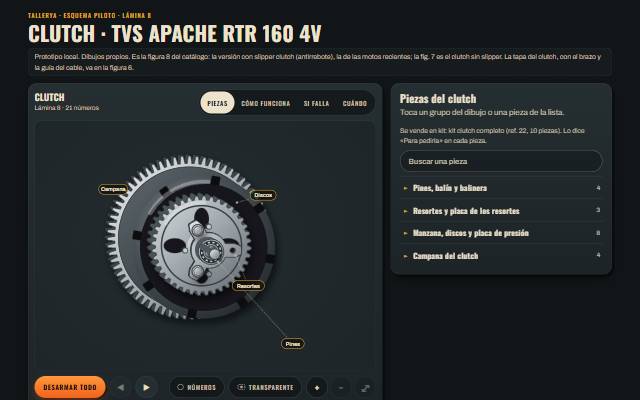 TALLERYA · ESQUEMA PILOTO · LÁMINA 8
CLUTCH · TVS APACHE RTR 160 4V
Prototipo local. Dibujos propios. Es la figura 8 del catálogo: la versión con slipper clutch (antirrebote), la de las motos recientes; la fig. 7 es el clutch sin slipper. La tapa del clutch, con el brazo y
la guía del cable, va en la figura 6.
CLUTCH
Lámina 8 · 21 números
PIEZAS
CÓMO FUNCIONA
SI FALLA
CUÁNDO
Campana
Discos
Resortes
Pines
DESARMAR TODO
NÚMEROS
TRANSPARENTE
+
−
Piezas del clutch
Toca un grupo del dibujo o una pieza de la lista.
Se vende en kit: kit clutch completo (ref. 22, 10 piezas). Lo dice
«Para pedirla» en cada pieza.
Buscar una pieza
Pines, balín y balinera 4
Resortes y placa de los resortes 3
Manzana, discos y placa de presión 8
Campana del clutch 4